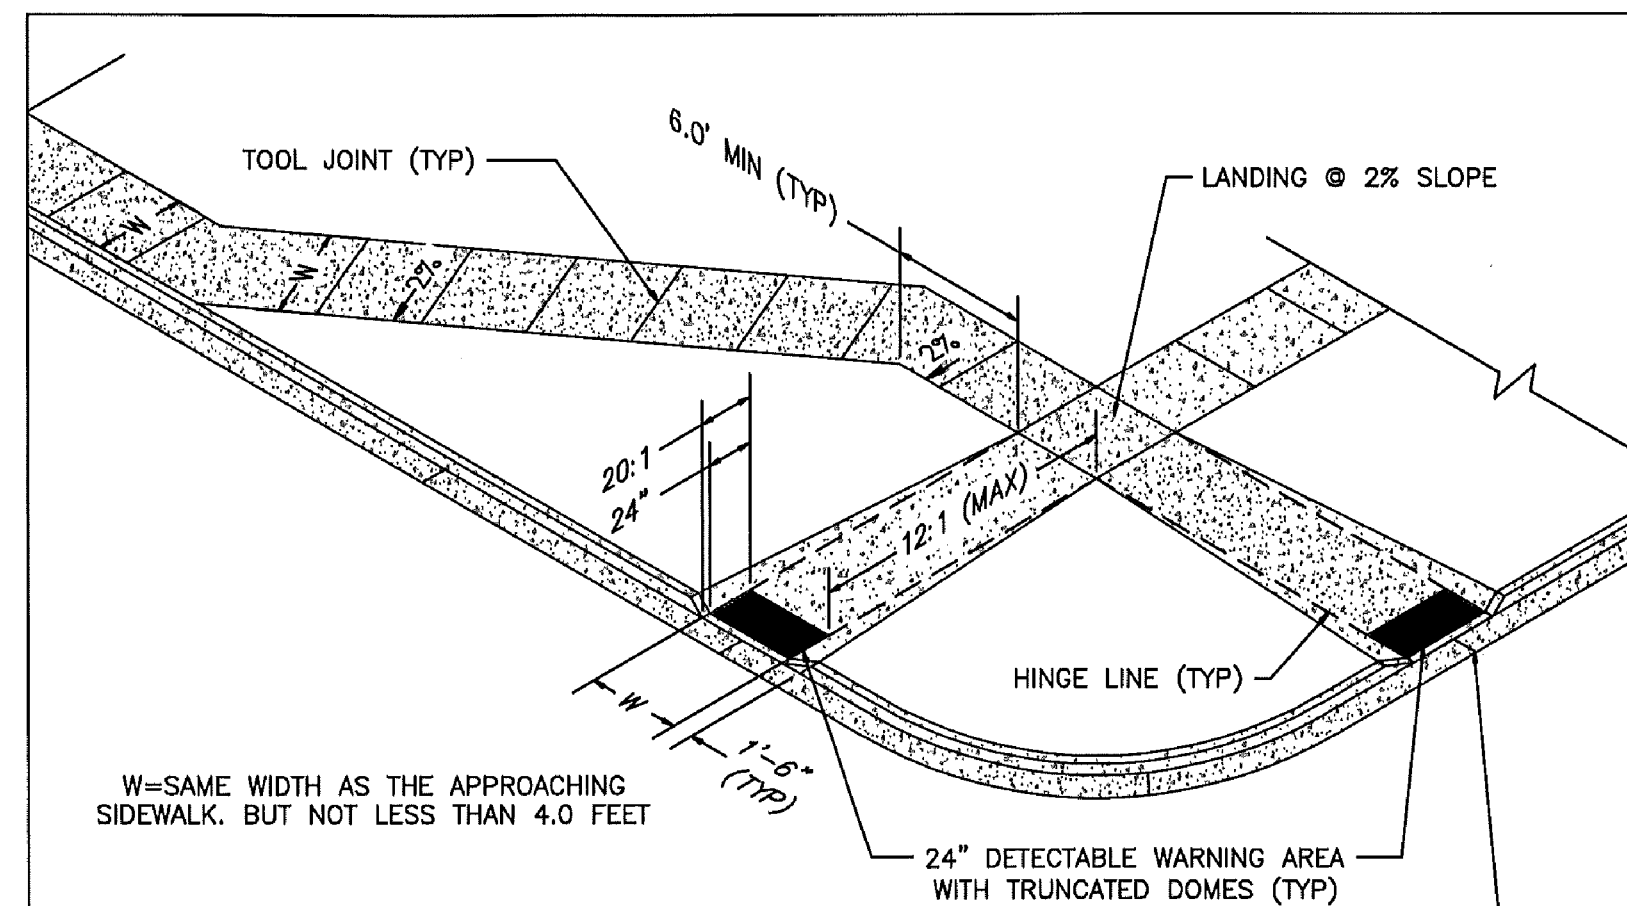 6.0' MIN (TYP)
TOOL JOINT (TYP)
LANDING @ 2% SLOPE
W
W
2%
2%
20:1
24"
12:1 (MAX)
HINGE LINE (TYP)
W
1'-6"
(TYP)
W=SAME WIDTH AS THE APPROACHING
SIDEWALK. BUT NOT LESS THAN 4.0 FEET
24" DETECTABLE WARNING AREA
WITH TRUNCATED DOMES (TYP)